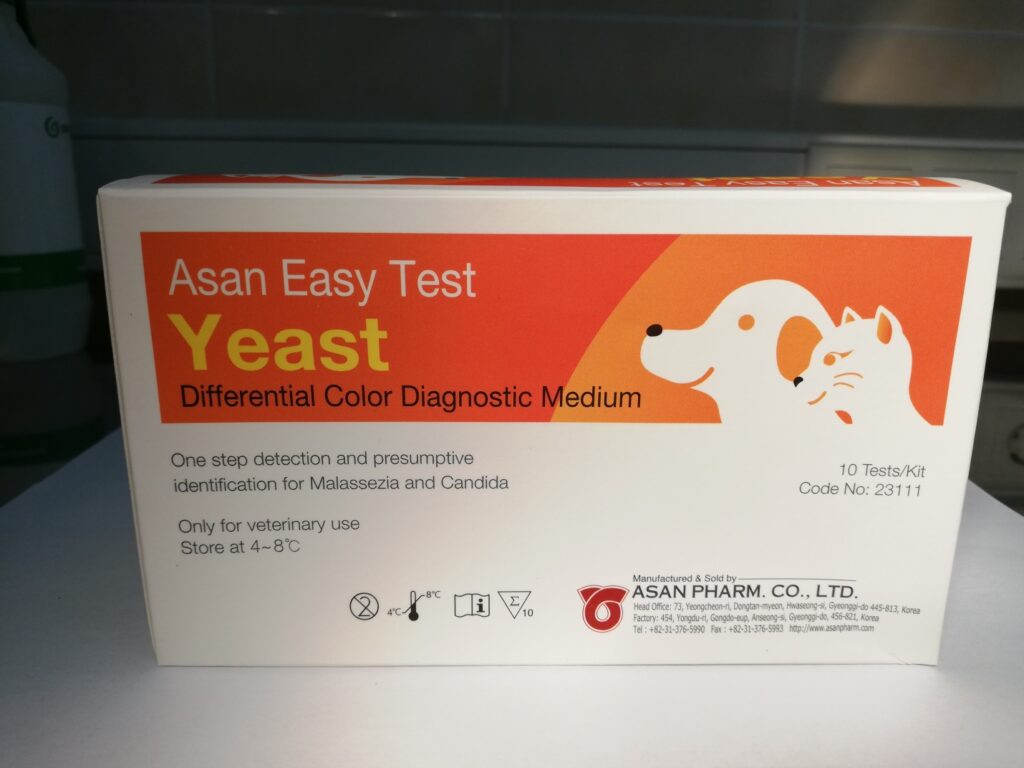 Asan Easy Test
Asan Easy Test
Yeast
Differential Color Diagnostic Medium
One step detection and presumptive
identification for Malassezia and Candida
10 Tests/Kit
Code No: 23111
Only for veterinary use
Store at 4~8℃
2
4℃
8℃
i
Σ
10
Manufactured & Sold by
ASAN PHARM. CO., LTD.
Head Office: 73, Yeongcheon-ri, Dongtan-myeon, Hwaseong-si, Gyeonggi-do 445-813, Korea
Factory: 454, Yongdu-ri, Gongdo-eup, Anseong-si, Gyeonggi-do, 456-821, Korea
Tel : +82-31-376-5990 Fax : +82-31-376-5993 http://www.asanpharm.com